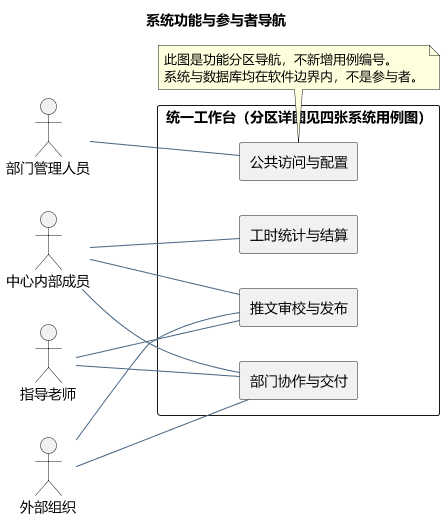 系统功能与参与者导航
此图是功能分区导航，不新增用例编号。
系统与数据库均在软件边界内，不是参与者。
统一工作台（分区详图见四张系统用例图）
部门管理人员
公共访问与配置
中心内部成员
工时统计与结算
推文审校与发布
指导老师
部门协作与交付
外部组织